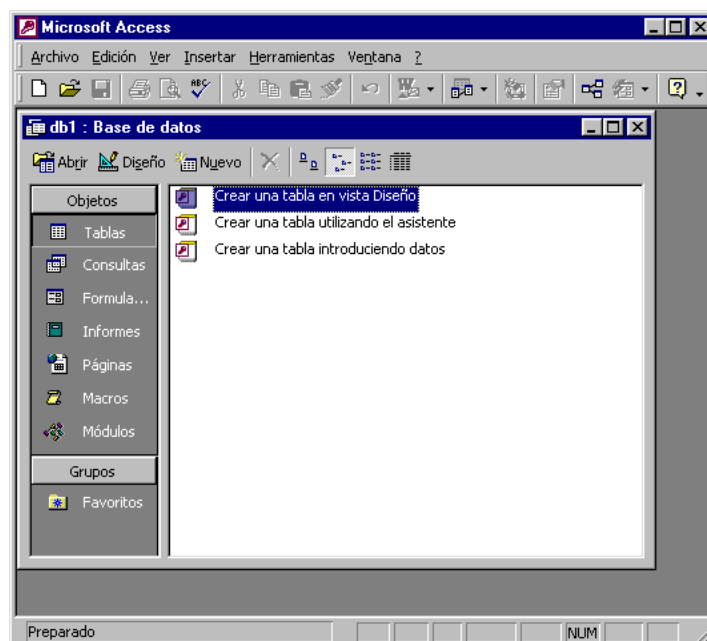 Microsoft Access
Archivo Edición Ver Insertar Herramientas Ventana ?
ABC
db1 : Base de datos
Abrir Diseño Nuevo
Objetos
Tablas
Consultas
Formula...
Informes
Páginas
Macros
Módulos
Grupos
Favoritos
Crear una tabla en vista Diseño
Crear una tabla utilizando el asistente
Crear una tabla introduciendo datos
Preparado
NUM